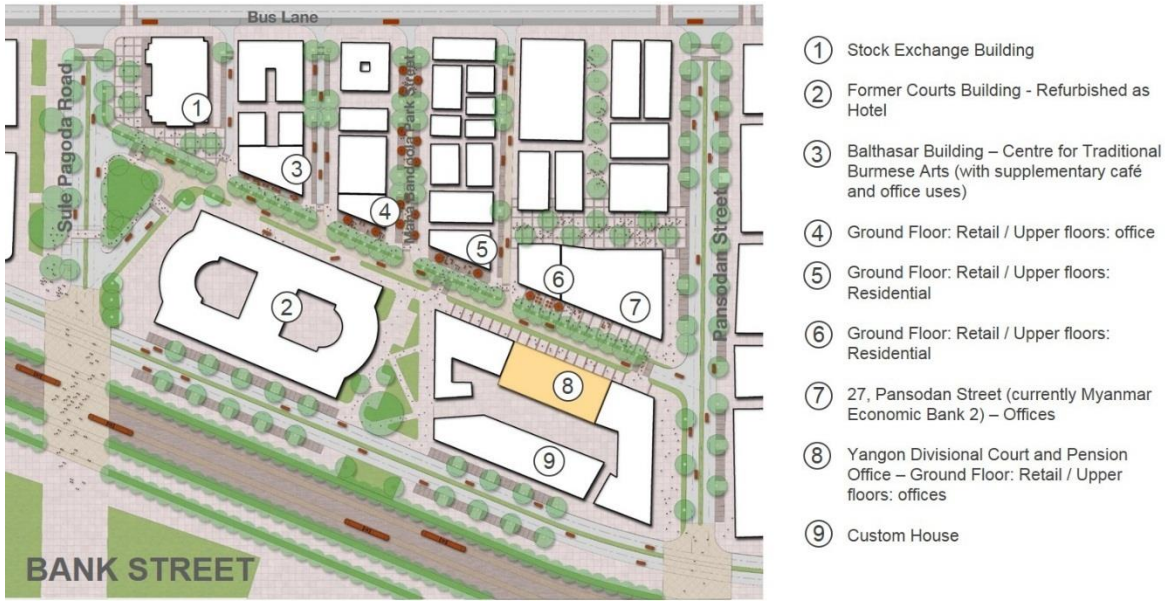 Bus Lane
Sule Pagoda Road
Maha Bandoola Park Street
Pansodan Street
1
2
3
4
5
6
7
8
9
BANK STREET
1 Stock Exchange Building
2 Former Courts Building - Refurbished as
Hotel
3 Balthasar Building – Centre for Traditional
Burmese Arts (with supplementary café
and office uses)
4 Ground Floor: Retail / Upper floors: office
5 Ground Floor: Retail / Upper floors:
Residential
6 Ground Floor: Retail / Upper floors:
Residential
7 27, Pansodan Street (currently Myanmar
Economic Bank 2) – Offices
8 Yangon Divisional Court and Pension
Office – Ground Floor: Retail / Upper
floors: offices
9 Custom House